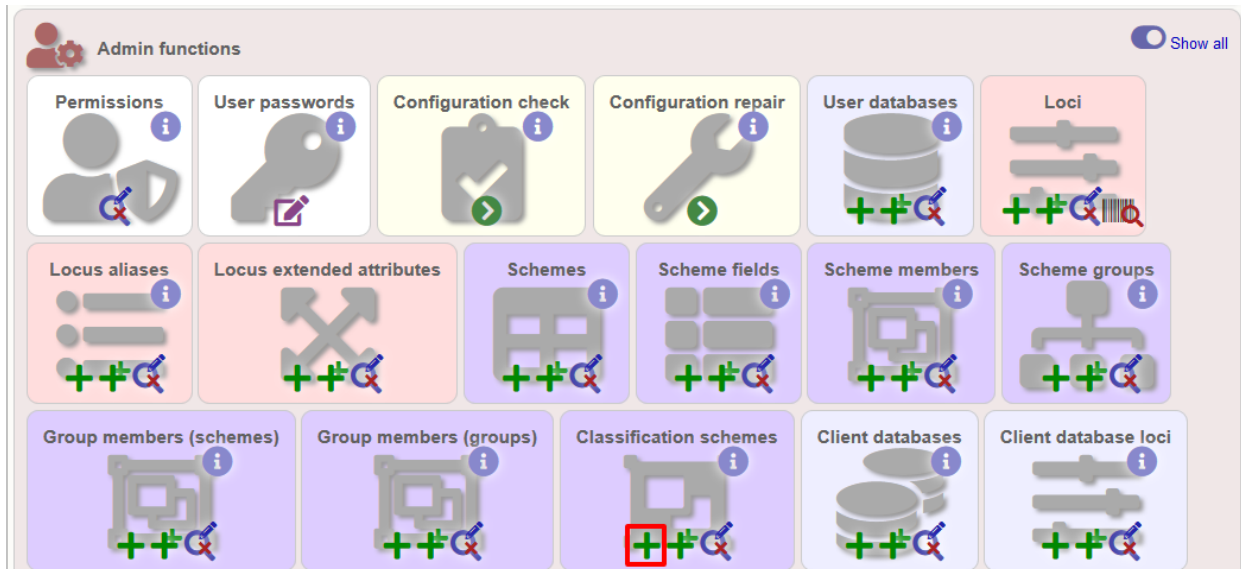 Admin functions
Show all
Permissions
User passwords
Configuration check
Configuration repair
User databases
Loci
Locus aliases
Locus extended attributes
Schemes
Scheme fields
Scheme members
Scheme groups
Group members (schemes)
Group members (groups)
Classification schemes
Client databases
Client database loci